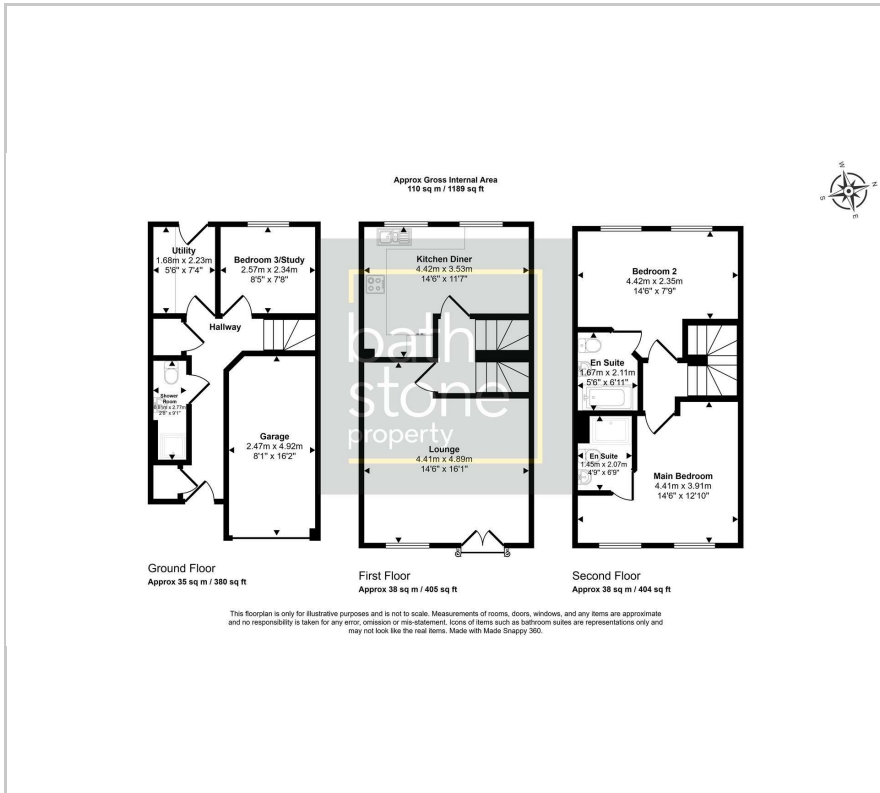 Approx Gross Internal Area
110 sq m / 1189 sq ft
W
N
S
E
Utility
1.68m x 2.23m
5'6" x 7'4"
Bedroom 3/Study
2.57m x 2.34m
8'5" x 7'8"
Hallway
Shower
Room
0.81m x 2.77m
2'8" x 9'1"
Garage
2.47m x 4.92m
8'1" x 16'2"
Ground Floor
Approx 35 sq m / 380 sq ft
Kitchen Diner
4.42m x 3.53m
14'6" x 11'7"
bath
stone
property
Lounge
4.41m x 4.89m
14'6" x 16'1"
First Floor
Approx 38 sq m / 405 sq ft
Bedroom 2
4.42m x 2.35m
14'6" x 7'9"
En Suite
1.67m x 2.11m
5'6" x 6'11"
En Suite
1.45m x 2.07m
4'9" x 6'9"
Main Bedroom
4.41m x 3.91m
14'6" x 12'10"
Second Floor
Approx 38 sq m / 404 sq ft
This floorplan is only for illustrative purposes and is not to scale. Measurements of rooms, doors, windows, and any items are approximate
and no responsibility is taken for any error, omission or mis-statement. Icons of items such as bathroom suites are representations only and
may not look like the real items. Made with Made Snappy 360.